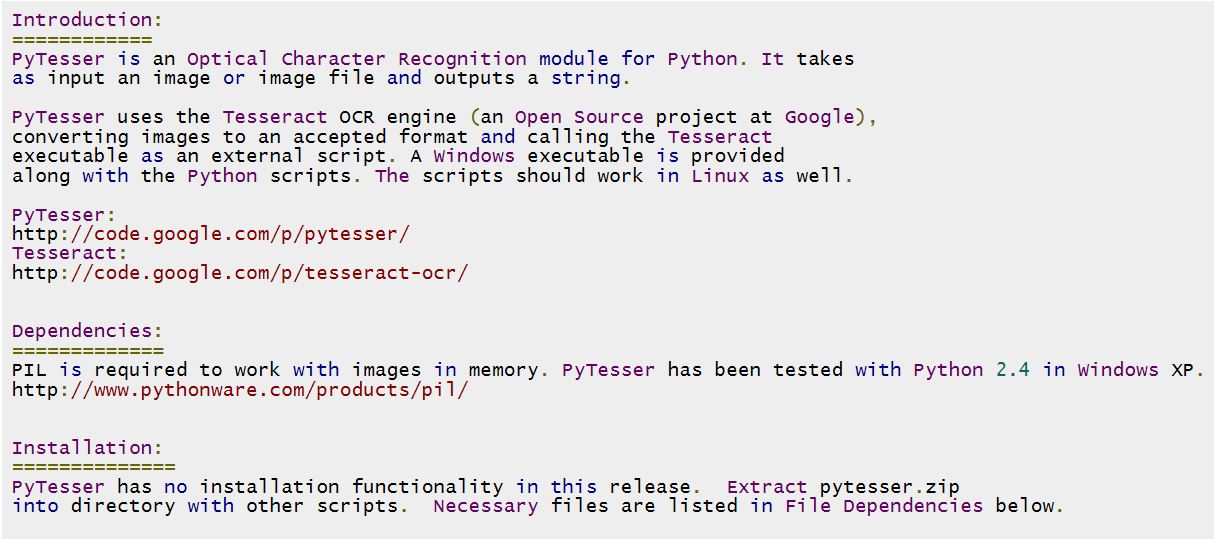 Introduction:
============
PyTesser is an Optical Character Recognition module for Python. It takes
as input an image or image file and outputs a string.

PyTesser uses the Tesseract OCR engine (an Open Source project at Google),
converting images to an accepted format and calling the Tesseract
executable as an external script. A Windows executable is provided
along with the Python scripts. The scripts should work in Linux as well.

PyTesser:
http://code.google.com/p/pytesser/
Tesseract:
http://code.google.com/p/tesseract-ocr/


Dependencies:
=============
PIL is required to work with images in memory. PyTesser has been tested with Python 2.4 in Windows XP.
http://www.pythonware.com/products/pil/


Installation:
==============
PyTesser has no installation functionality in this release.  Extract pytesser.zip
into directory with other scripts.  Necessary files are listed in File Dependencies below.